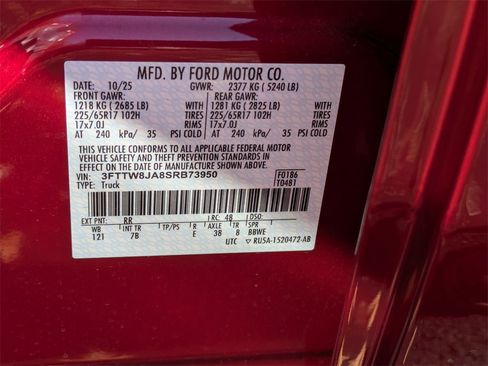 MFD. BY FORD MOTOR CO.
DATE: 10/25 GVWR: 2377 KG ( 5240 LB)
FRONT GAWR: REAR GAWR:
1218 KG ( 2685 LB) 1281 KG ( 2825 LB)
225/65R17 102H TIRES 225/65R17 102H
17x7.0J RIMS 17x7.0J
AT 240 kPa/ 35 PSI COLD AT 240 kPa/ 35 PSI COLD
THIS VEHICLE CONFORMS TO ALL APPLICABLE FEDERAL MOTOR
VEHICLE SAFETY AND THEFT PREVENTION STANDARDS IN
EFFECT ON THE DATE OF MANUFACTURE SHOWN ABOVE.
VIN: 3FTTW8JA8SRB73950 F0186
TYPE: Truck T0481
EXT PNT: RR RC: 48 DSO:
WB INT TR TP/PS R AXLE TR SPR
121 7B E 38 8 BBWE
UTC RU5A-1520472-AB